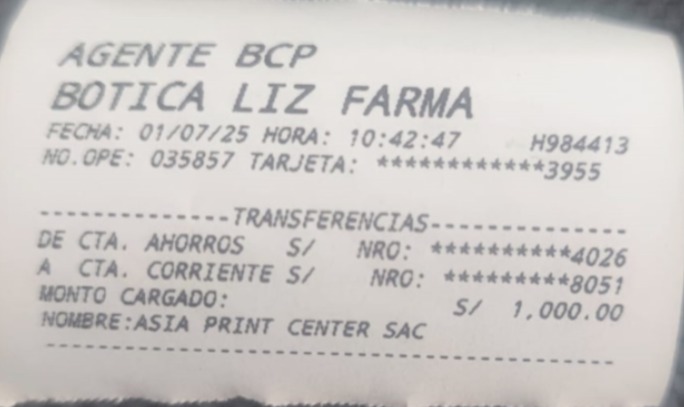 AGENTE BCP
BOTICA LIZ FARMA
FECHA: 01/07/25 HORA: 10:42:47 H984413
NO.OPE: 035857 TARJETA: ************3955
--------------TRANSFERENCIAS--------------
DE CTA. AHORROS S/ NRO: **********4026
A CTA. CORRIENTE S/ NRO: *********8051
MONTO CARGADO: S/ 1,000.00
NOMBRE:ASIA PRINT CENTER SAC
------------------------------------------